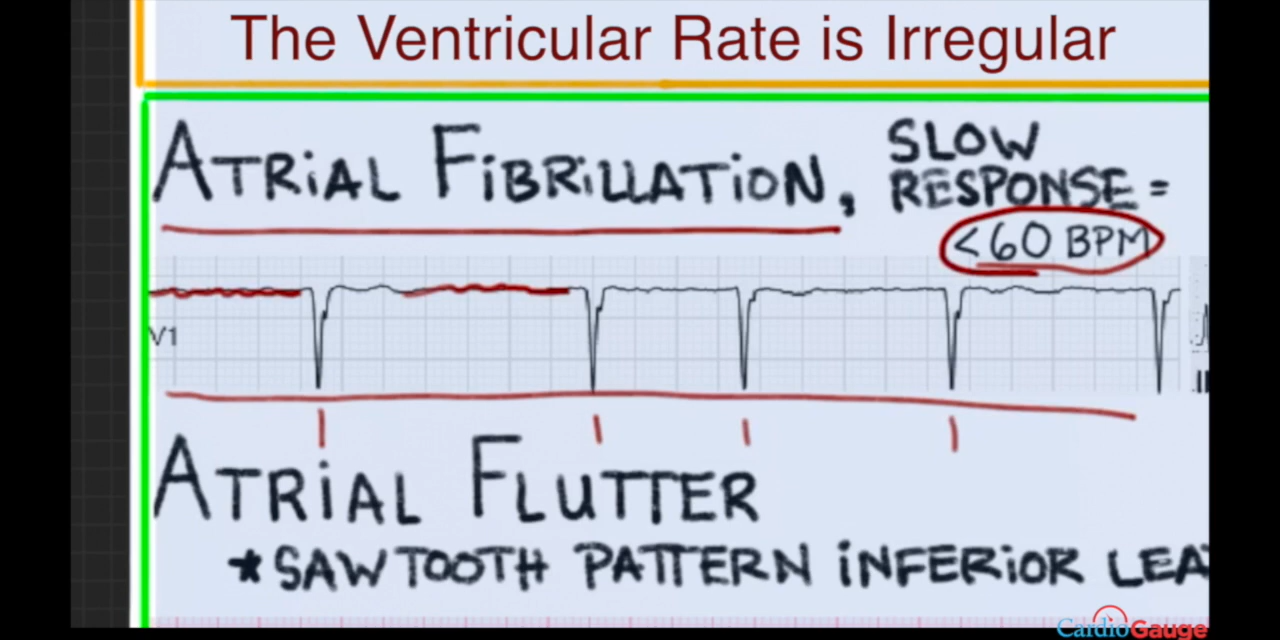 The Ventricular Rate is Irregular
ATRiAL FiBRiLLATiON, SLOW
RESPONSE =
<60 BPM
V1
ATRiAL FLUTTER
*SAWTOOTH PATTERN iNFERiOR LEA
CardioGauge